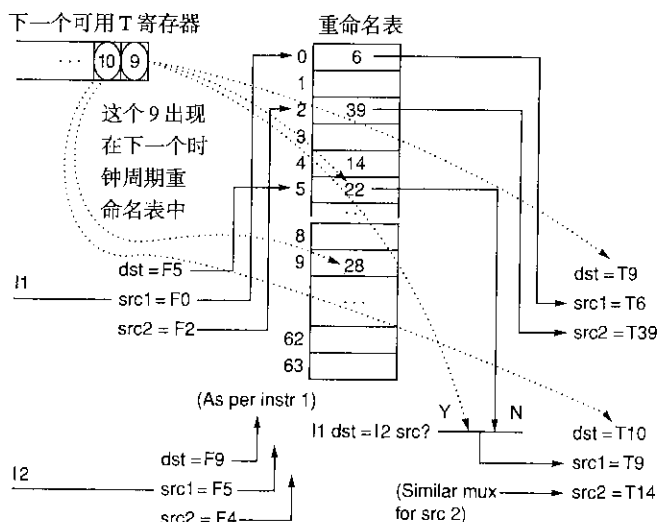 下一个可用 T 寄存器
重命名表
··· 10 9
这个 9 出现
在下一个时
钟周期重
命名表中
0 6
1
2 39
3
4 14
5 22
···
8
9 28
···
62
63
I1
dst = F5
src1 = F0
src2 = F2
dst = T9
src1 = T6
src2 = T39
(As per instr 1)
I1 dst = I2 src?
Y N
I2
dst = F9
src1 = F5
src2 = F4
(Similar mux
for src 2)
dst = T10
src1 = T9
src2 = T14